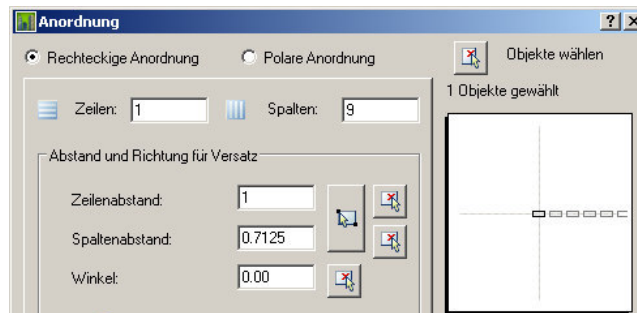 Anordnung
Rechteckige Anordnung Polare Anordnung Objekte wählen
Zeilen: 1 Spalten: 9 1 Objekte gewählt
Abstand und Richtung für Versatz
Zeilenabstand: 1
Spaltenabstand: 0.7125
Winkel: 0.00